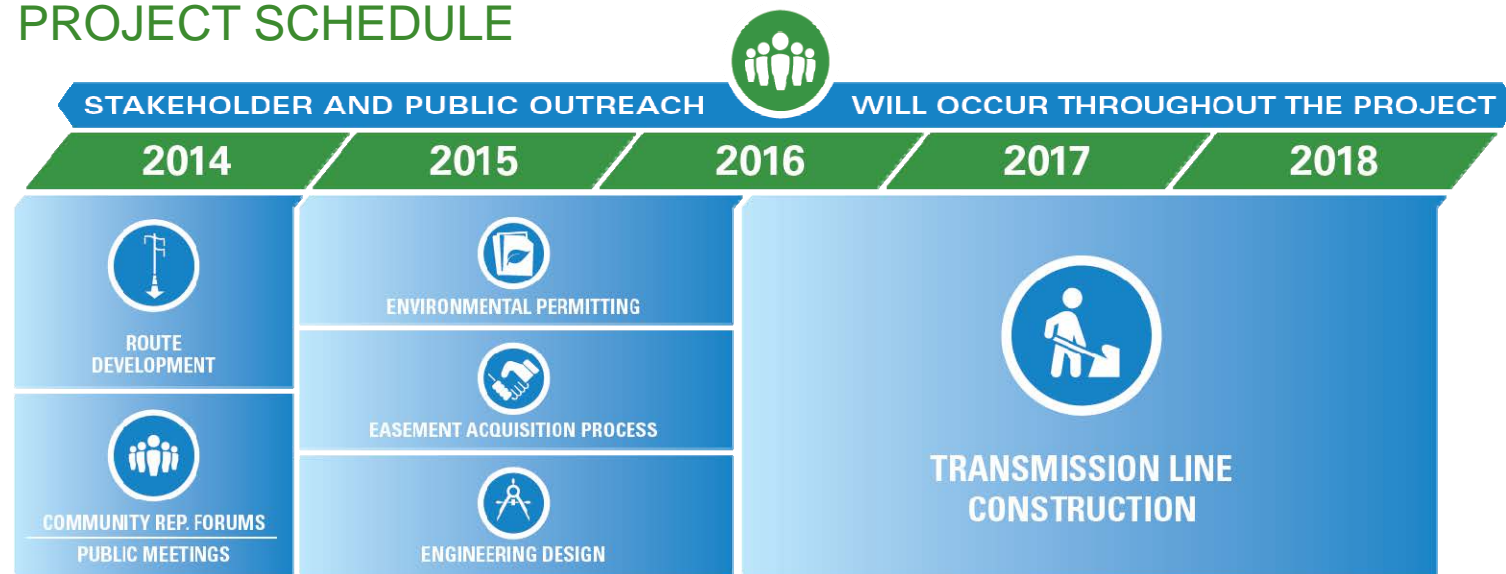 PROJECT SCHEDULE
STAKEHOLDER AND PUBLIC OUTREACH WILL OCCUR THROUGHOUT THE PROJECT
2014 2015 2016 2017 2018
ROUTE
DEVELOPMENT
COMMUNITY REP. FORUMS
PUBLIC MEETINGS
ENVIRONMENTAL PERMITTING
EASEMENT ACQUISITION PROCESS
ENGINEERING DESIGN
TRANSMISSION LINE
CONSTRUCTION